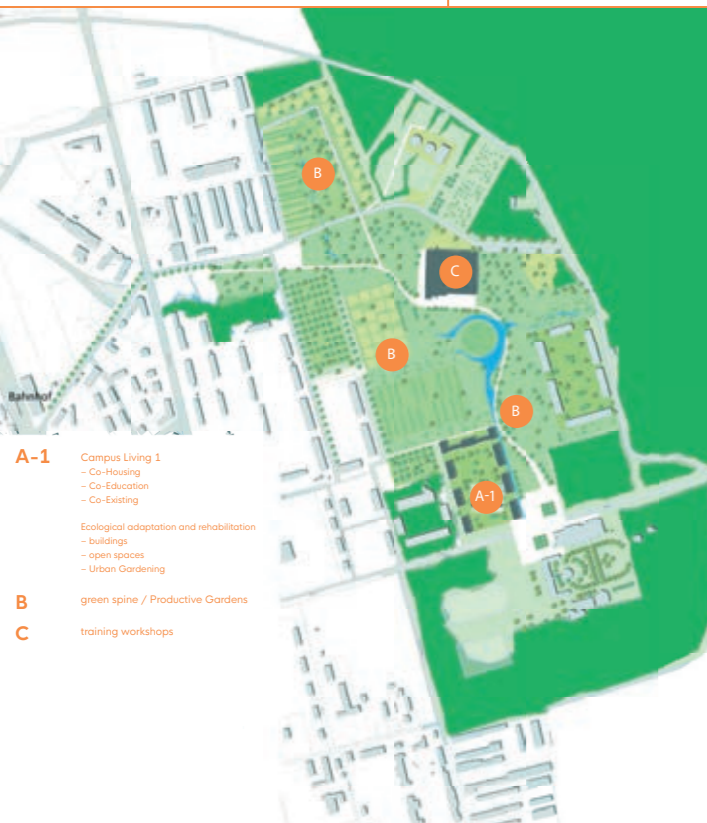 B
C
B
Bahnhof
B
A-1
A-1 Campus Living 1
– Co-Housing
– Co-Education
– Co-Existing
Ecological adaptation and rehabilitation
– buildings
– open spaces
– Urban Gardening
B green spine / Productive Gardens
C training workshops